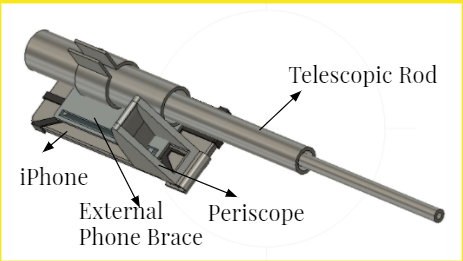 Telescopic Rod
iPhone
External
Phone Brace
Periscope